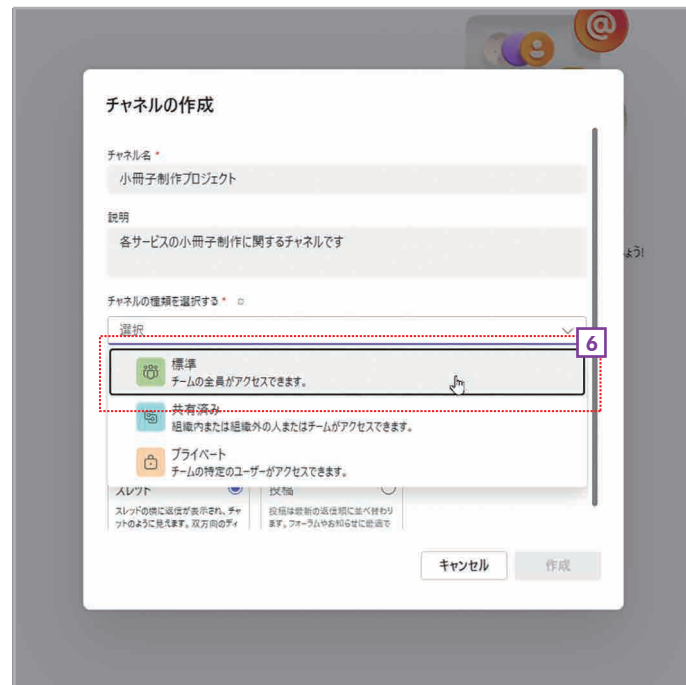 チャネルの作成
チャネル名 *
小冊子制作プロジェクト
説明
各サービスの小冊子制作に関するチャネルです
ょう!
チャネルの種類を選択する *
選択
6
標準
チームの全員がアクセスできます。
共有済み
組織内または組織外の人またはチームがアクセスできます。
プライベート
チームの特定のユーザーがアクセスできます。
スレッド
投稿
スレッドの横に返信が表示され、チャ
ットのように見えます。双方向のディ
投稿は最新の返信順に並べ替わり
ます。フォーラムやお知らせに最適で
キャンセル
作成